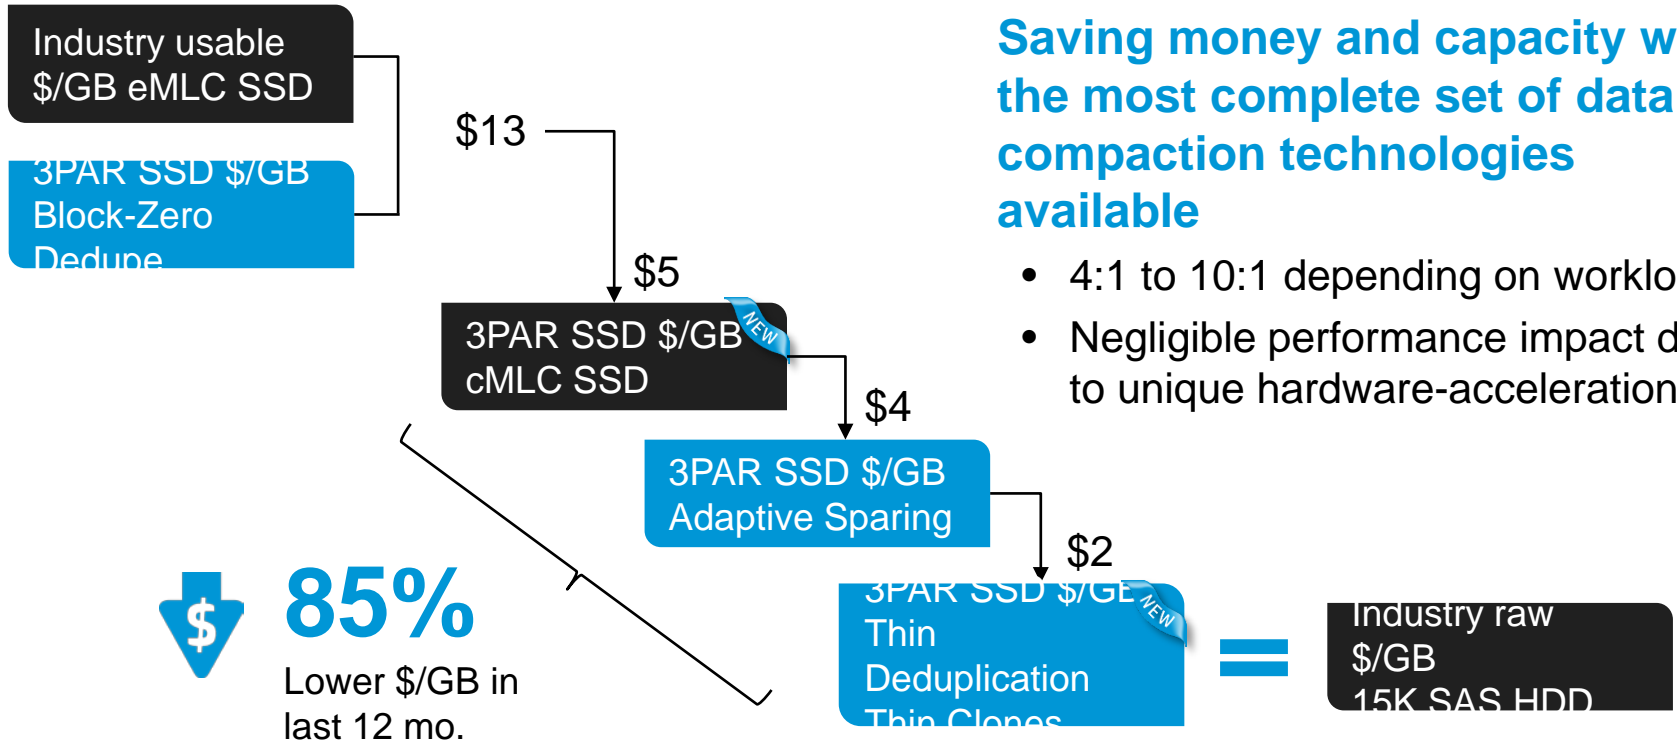 Industry usable
$/GB eMLC SSD
3PAR SSD $/GB
Block-Zero
Dedupe
$13
$5
3PAR SSD $/GB
cMLC SSD
NEW
$4
3PAR SSD $/GB
Adaptive Sparing
$2
3PAR SSD $/GB
Thin
Deduplication
Thin Clones
NEW
Industry raw
$/GB
15K SAS HDD
$
85%
Lower $/GB in
last 12 mo.
Saving money and capacity w
the most complete set of data
compaction technologies
available
• 4:1 to 10:1 depending on worklo
• Negligible performance impact d
to unique hardware-acceleration